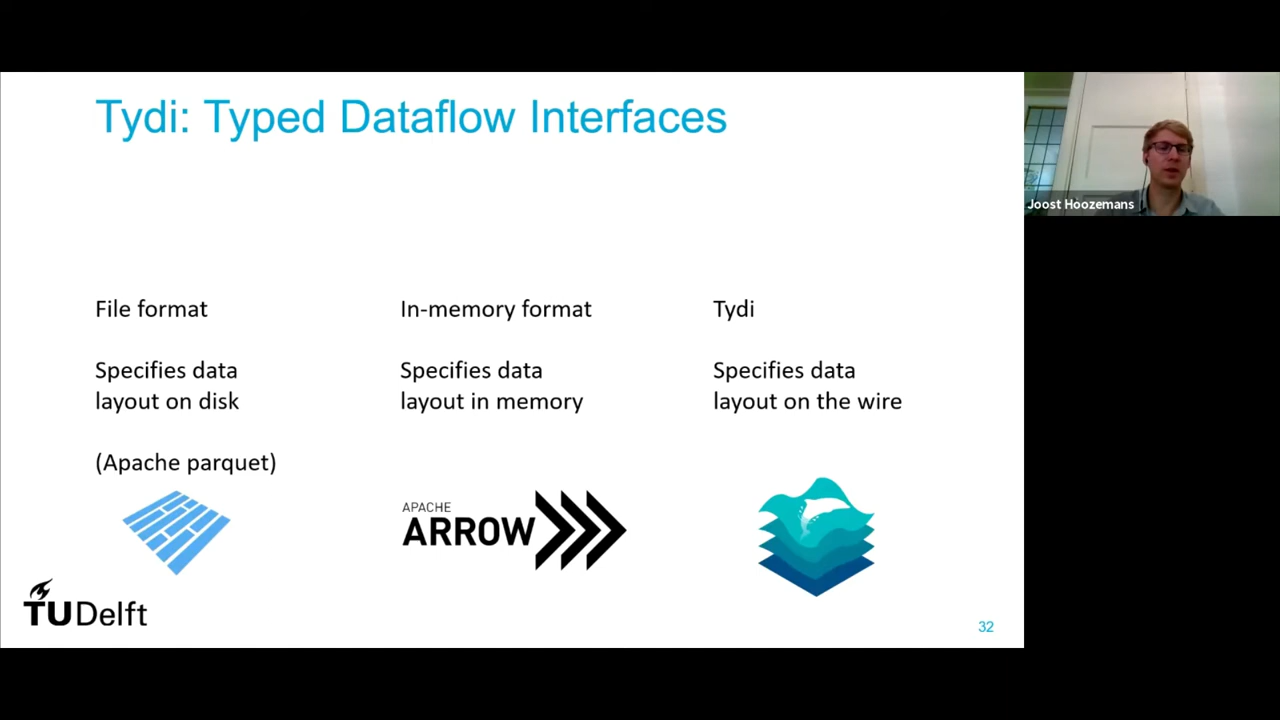 Tydi: Typed Dataflow Interfaces
File format
Specifies data
layout on disk
(Apache parquet)
In-memory format
Specifies data
layout in memory
APACHE
ARROW
Tydi
Specifies data
layout on the wire
TUDelft
32
Joost Hoozemans